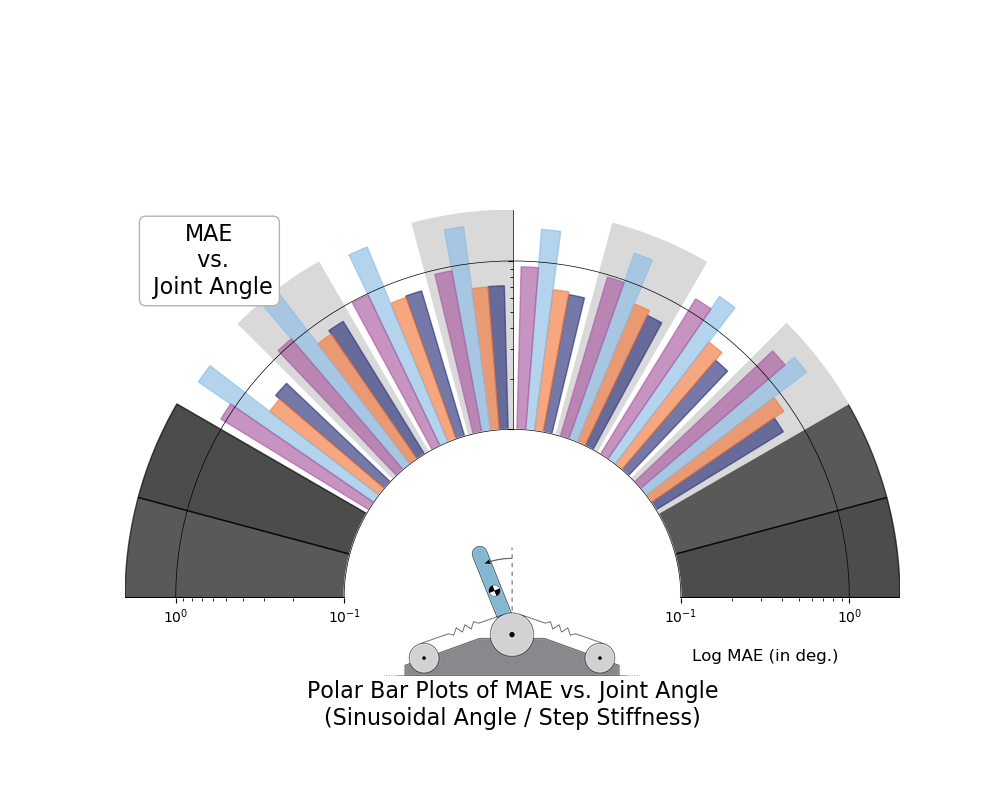 MAE
vs.
Joint Angle
10⁰
10⁻¹
10⁻¹
10⁰
Log MAE (in deg.)
Polar Bar Plots of MAE vs. Joint Angle
(Sinusoidal Angle / Step Stiffness)